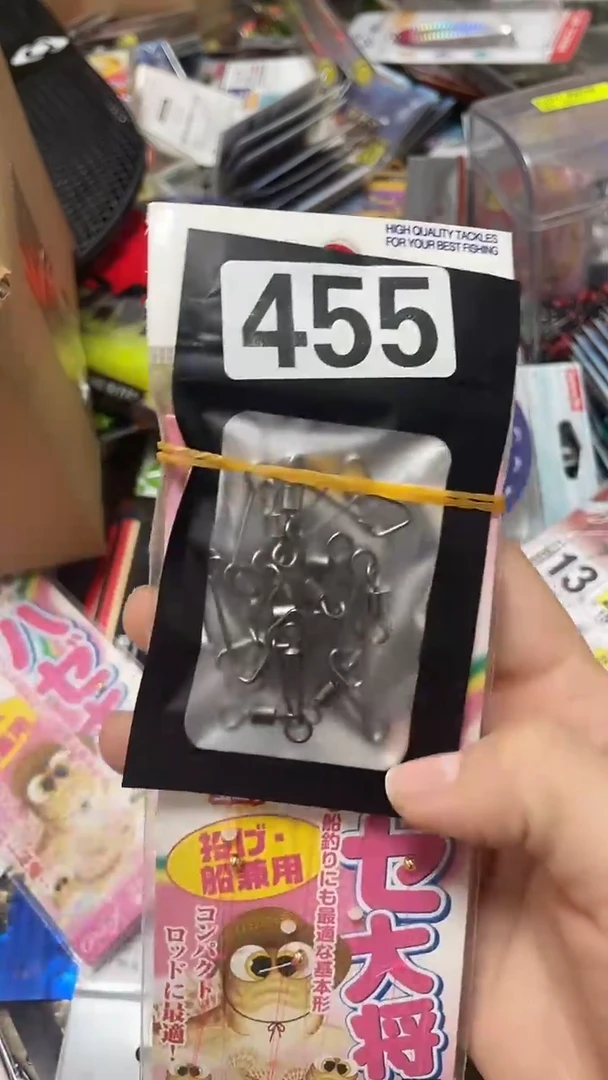 HIGH QUALITY TACKLES
FOR YOUR BEST FISHING
455
13
ハゼ
投げ・
船兼用
船釣りにも最適な基本形
セ大将
コンパクト
ロッドに最適!